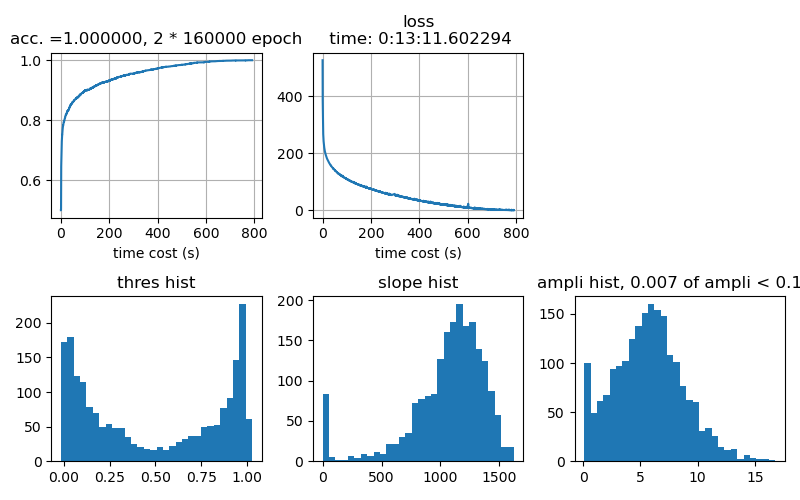 acc. =1.000000, 2 * 160000 epoch
1.0
0.8
0.6
0 200 400 600 800
time cost (s)
loss
time: 0:13:11.602294
400
200
0
0 200 400 600 800
time cost (s)
thres hist
200
150
100
50
0
0.00 0.25 0.50 0.75 1.00
slope hist
200
150
100
50
0
0 500 1000 1500
ampli hist, 0.007 of ampli < 0.1
150
100
50
0
0 5 10 15